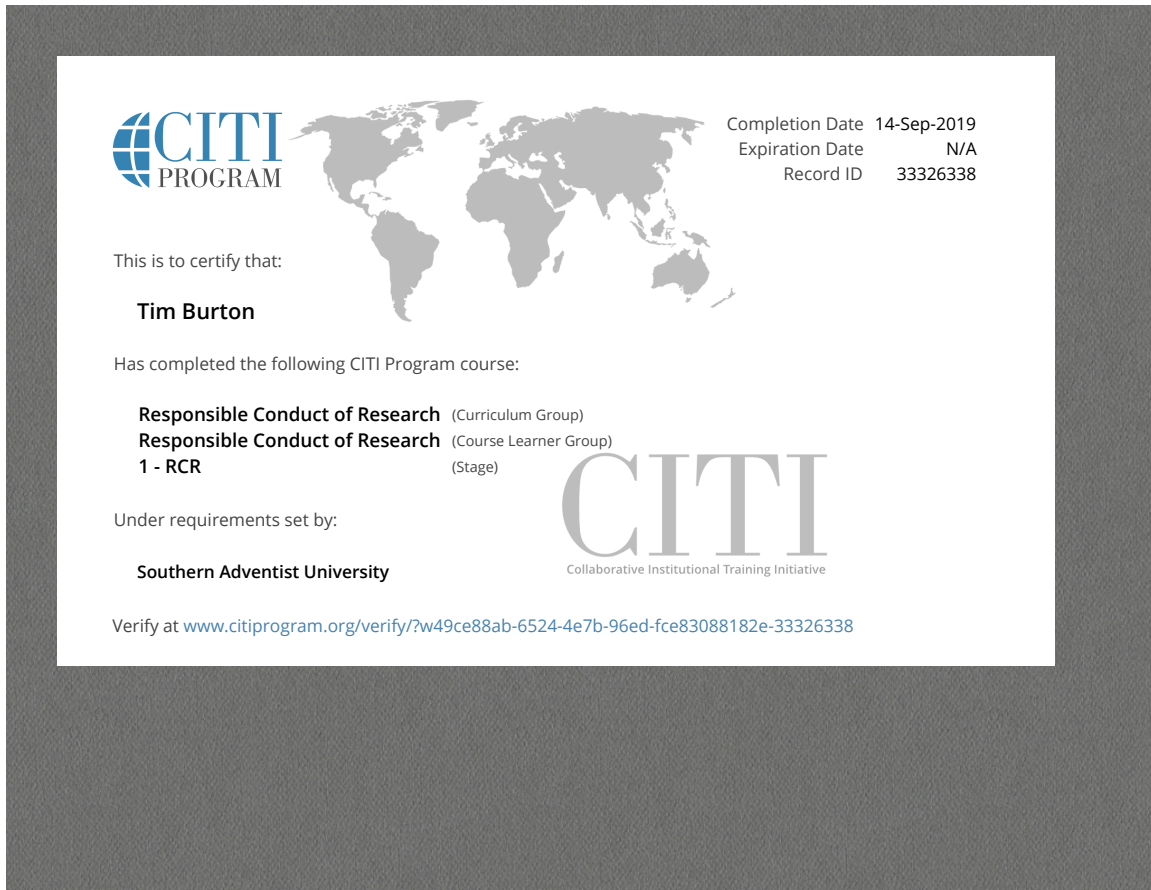 CITI
PROGRAM
Completion Date 14-Sep-2019
Expiration Date N/A
Record ID 33326338
This is to certify that:
Tim Burton
Has completed the following CITI Program course:
Responsible Conduct of Research (Curriculum Group)
Responsible Conduct of Research (Course Learner Group)
1 - RCR (Stage)
Under requirements set by:
Southern Adventist University
CITI
Collaborative Institutional Training Initiative
Verify at www.citiprogram.org/verify/?w49ce88ab-6524-4e7b-96ed-fce83088182e-33326338